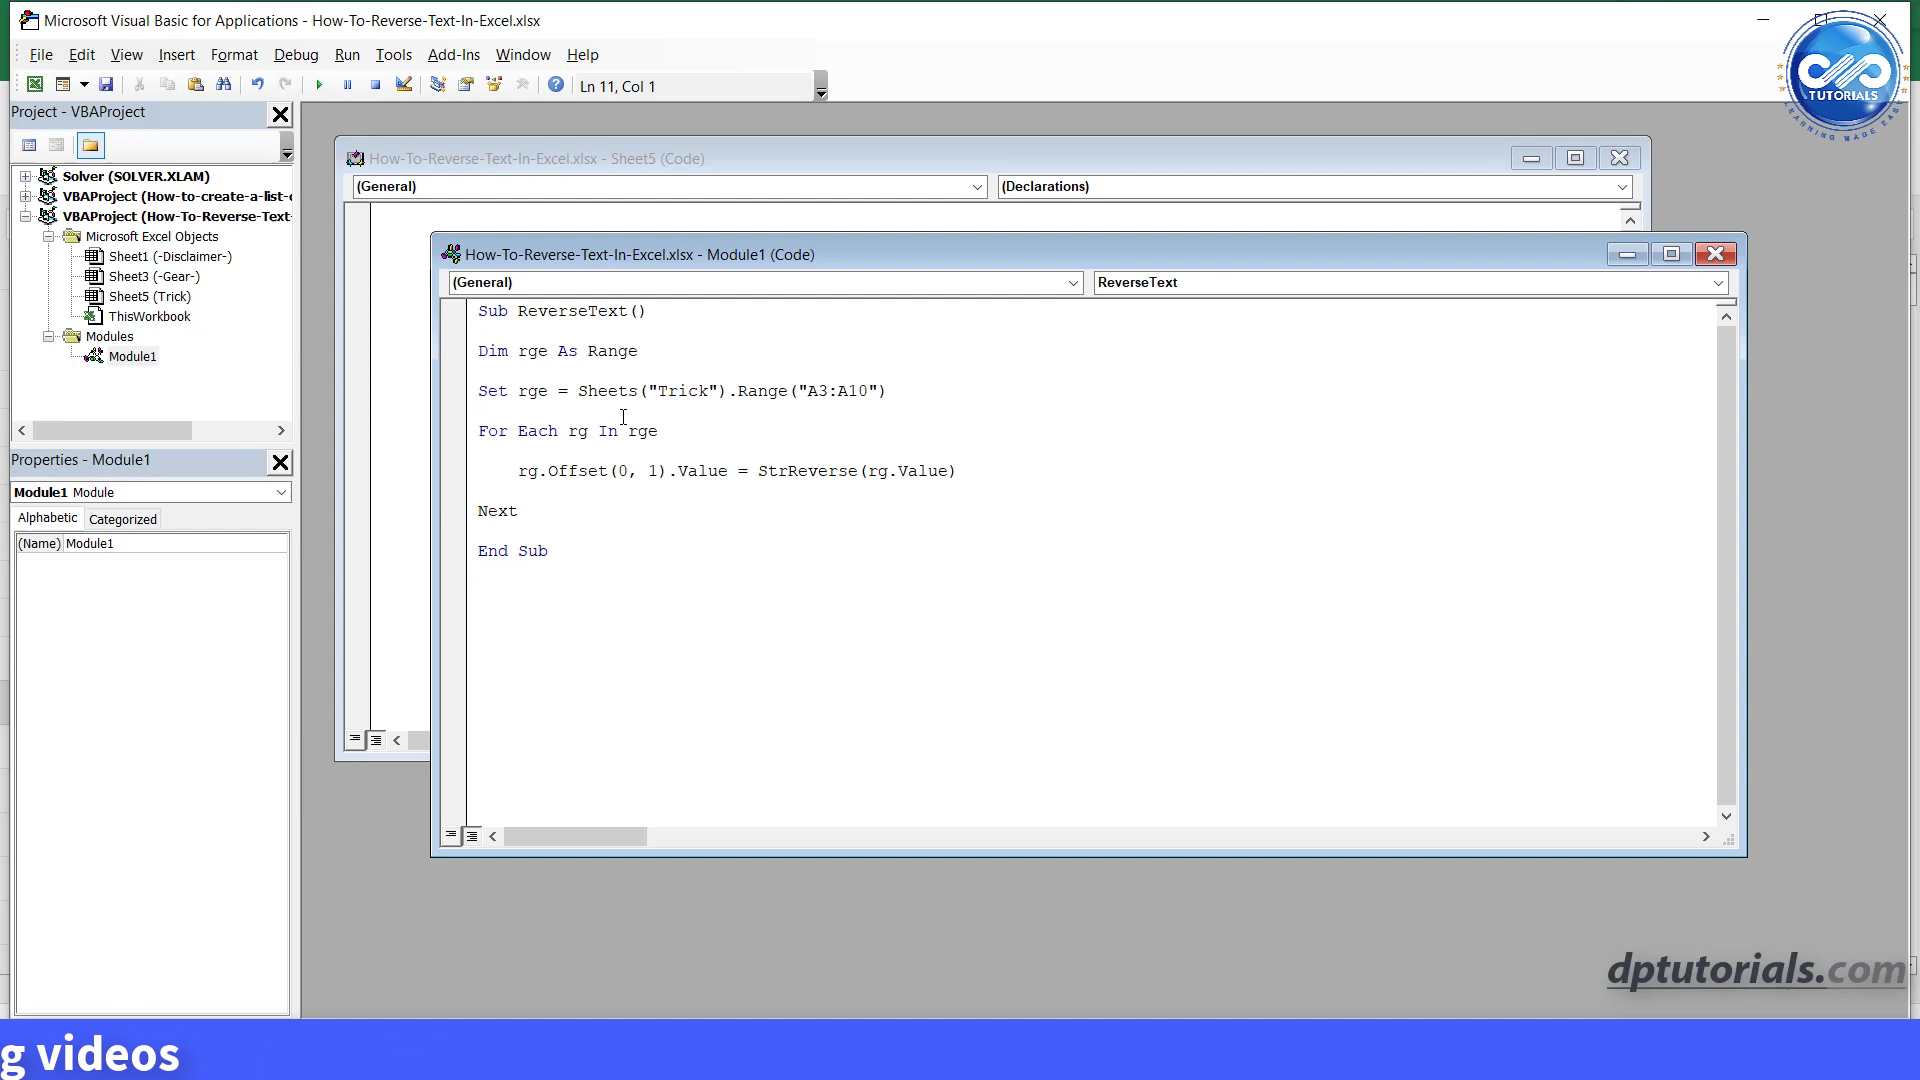 Microsoft Visual Basic for Applications - How-To-Reverse-Text-In-Excel.xlsx
File Edit View Insert Format Debug Run Tools Add-Ins Window Help
Ln 11, Col 1
TUTORIALS
LEARNING MADE EASY
Project - VBAProject
Solver (SOLVER.XLAM)
VBAProject (How-to-create-a-list-
VBAProject (How-To-Reverse-Text-
Microsoft Excel Objects
Sheet1 (-Disclaimer-)
Sheet3 (-Gear-)
Sheet5 (Trick)
ThisWorkbook
Modules
Module1
Properties - Module1
Module1 Module
Alphabetic Categorized
(Name) Module1
How-To-Reverse-Text-In-Excel.xlsx - Sheet5 (Code)
(General) (Declarations)
How-To-Reverse-Text-In-Excel.xlsx - Module1 (Code)
(General) ReverseText
Sub ReverseText()
Dim rge As Range
Set rge = Sheets("Trick").Range("A3:A10")
For Each rg In rge
rg.Offset(0, 1).Value = StrReverse(rg.Value)
Next
End Sub
dptutorials.com
g videos